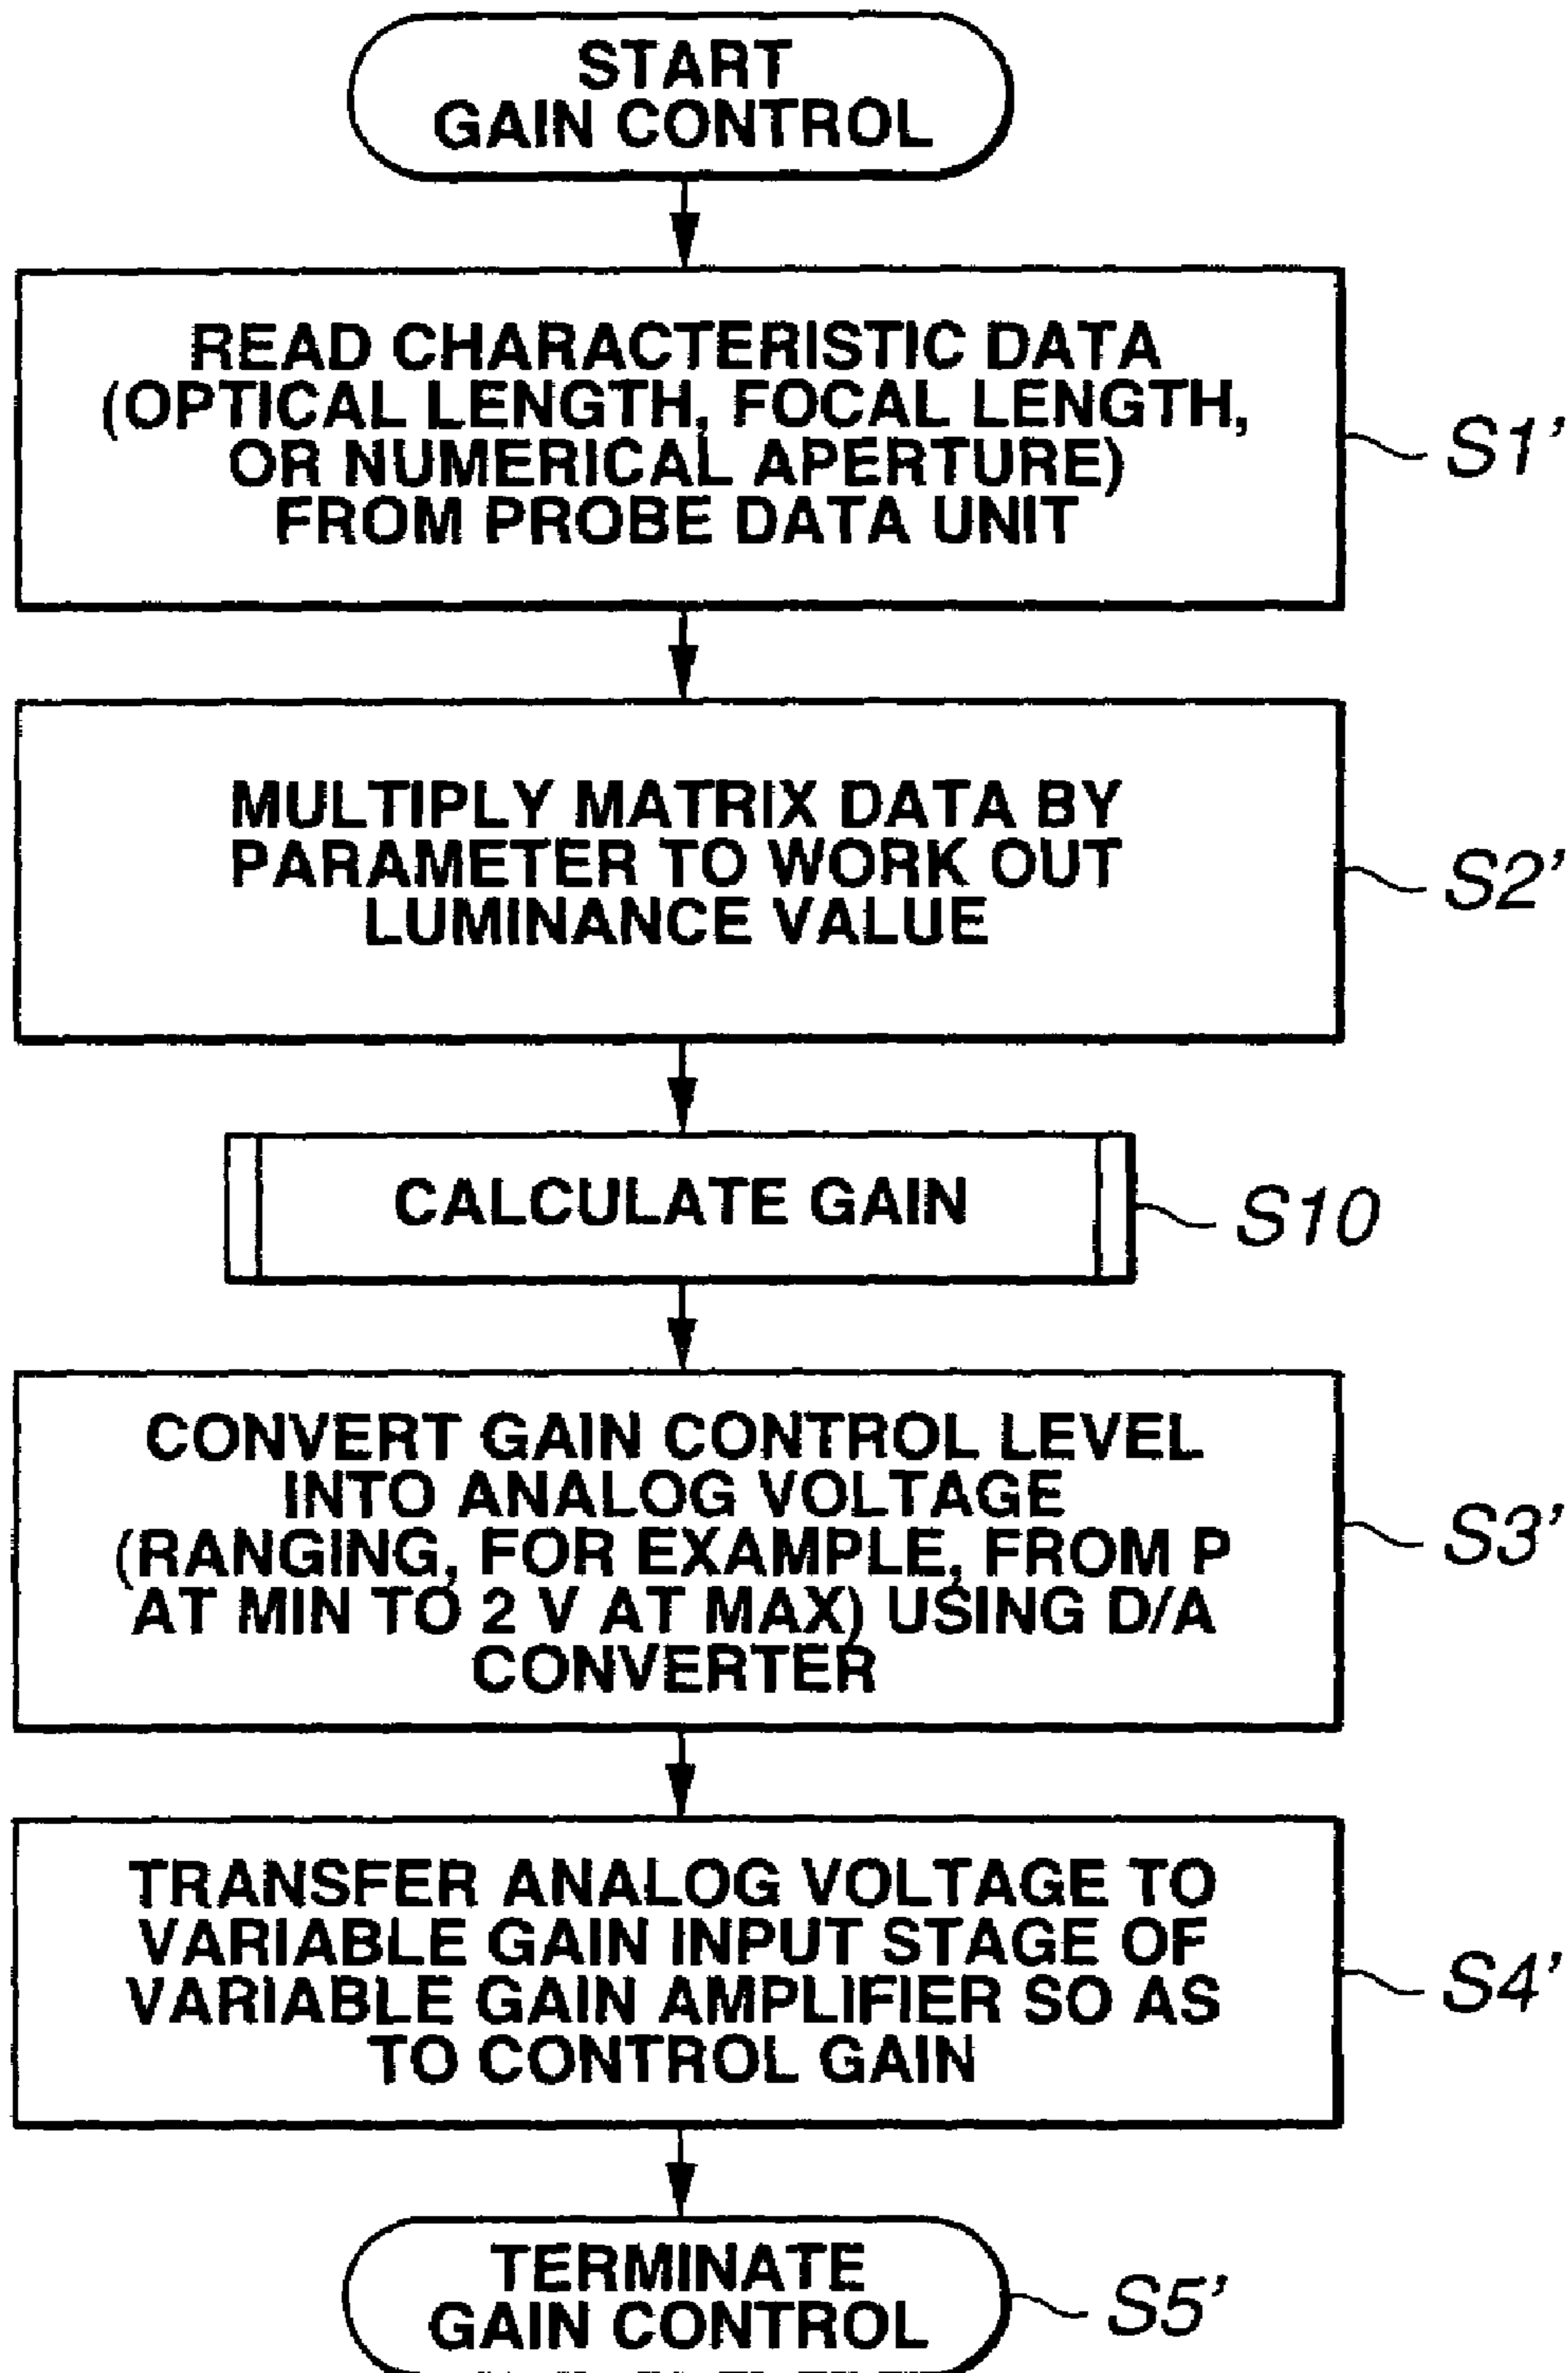 START
GAIN CONTROL
READ CHARACTERISTIC DATA
(OPTICAL LENGTH, FOCAL LENGTH,
OR NUMERICAL APERTURE)
FROM PROBE DATA UNIT
S1'
MULTIPLY MATRIX DATA BY
PARAMETER TO WORK OUT
LUMINANCE VALUE
S2'
CALCULATE GAIN
S10
CONVERT GAIN CONTROL LEVEL
INTO ANALOG VOLTAGE
(RANGING, FOR EXAMPLE, FROM P
AT MIN TO 2 V AT MAX) USING D/A
CONVERTER
S3'
TRANSFER ANALOG VOLTAGE TO
VARIABLE GAIN INPUT STAGE OF
VARIABLE GAIN AMPLIFIER SO AS
TO CONTROL GAIN
S4'
TERMINATE
GAIN CONTROL
S5'